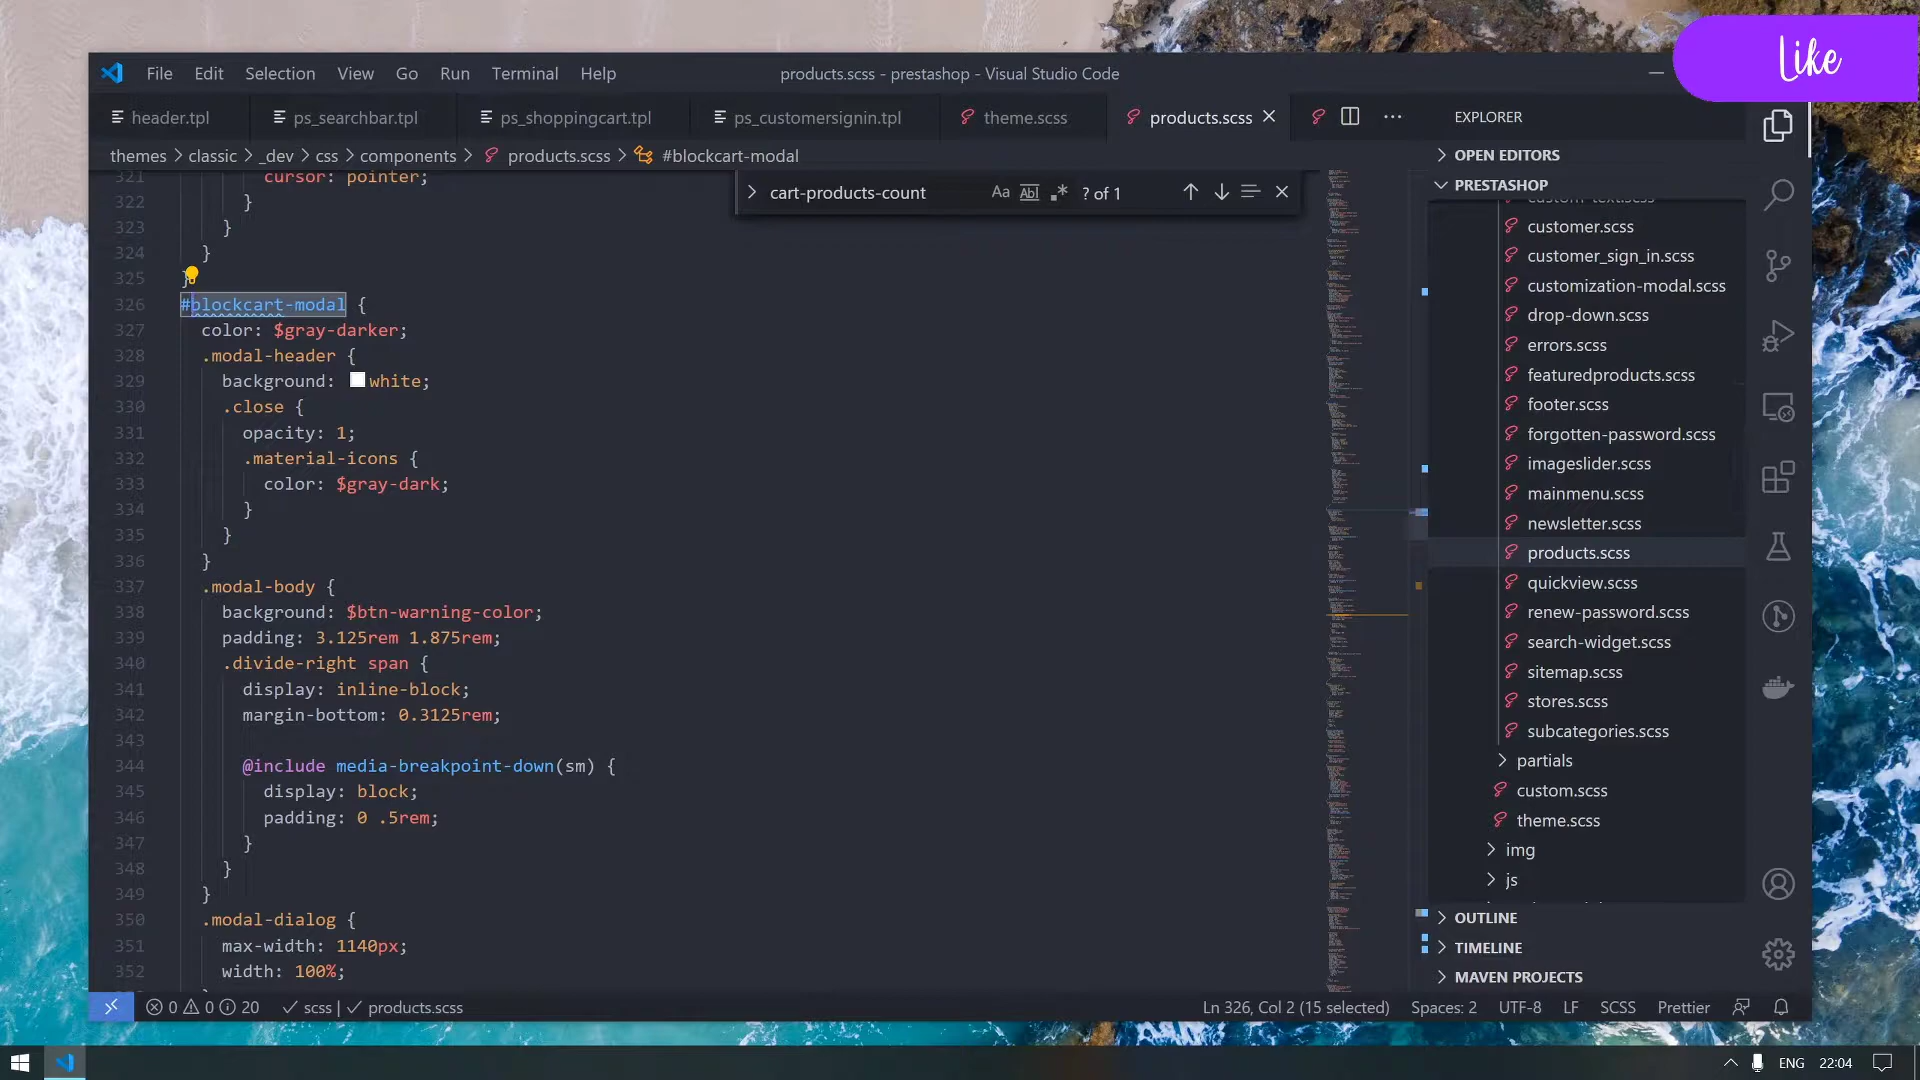 Like
File Edit Selection View Go Run Terminal Help
products.scss - prestashop - Visual Studio Code
header.tpl
ps_searchbar.tpl
ps_shoppingcart.tpl
ps_customersignin.tpl
theme.scss
products.scss
themes > classic > _dev > css > components > products.scss > #blockcart-modal
cart-products-count
Aa Abl .* ? of 1
321 cursor: pointer;
322 }
323 }
324 }
325 }
326 #blockcart-modal {
327 color: $gray-darker;
328 .modal-header {
329 background: white;
330 .close {
331 opacity: 1;
332 .material-icons {
333 color: $gray-dark;
334 }
335 }
336 }
337 .modal-body {
338 background: $btn-warning-color;
339 padding: 3.125rem 1.875rem;
340 .divide-right span {
341 display: inline-block;
342 margin-bottom: 0.3125rem;
343
344 @include media-breakpoint-down(sm) {
345 display: block;
346 padding: 0 .5rem;
347 }
348 }
349 }
350 .modal-dialog {
351 max-width: 1140px;
352 width: 100%;
EXPLORER
OPEN EDITORS
PRESTASHOP
custom-text.scss
customer.scss
customer_sign_in.scss
customization-modal.scss
drop-down.scss
errors.scss
featuredproducts.scss
footer.scss
forgotten-password.scss
imageslider.scss
mainmenu.scss
newsletter.scss
products.scss
quickview.scss
renew-password.scss
search-widget.scss
sitemap.scss
stores.scss
subcategories.scss
partials
custom.scss
theme.scss
img
js
OUTLINE
TIMELINE
MAVEN PROJECTS
0 0 20 scss | products.scss
Ln 326, Col 2 (15 selected) Spaces: 2 UTF-8 LF SCSS Prettier
ENG 22:04